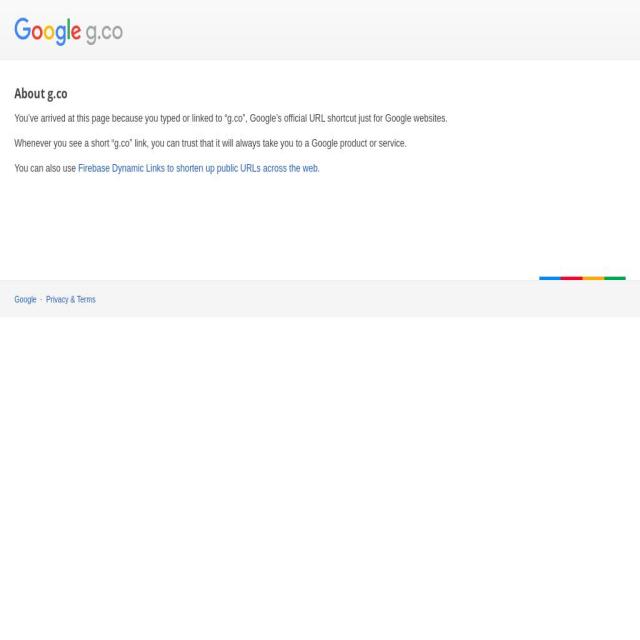 Google g.co
About g.co
You’ve arrived at this page because you typed or linked to “g.co”, Google’s official URL shortcut just for Google websites.
Whenever you see a short “g.co” link, you can trust that it will always take you to a Google product or service.
You can also use Firebase Dynamic Links to shorten up public URLs across the web.
Google · Privacy & Terms